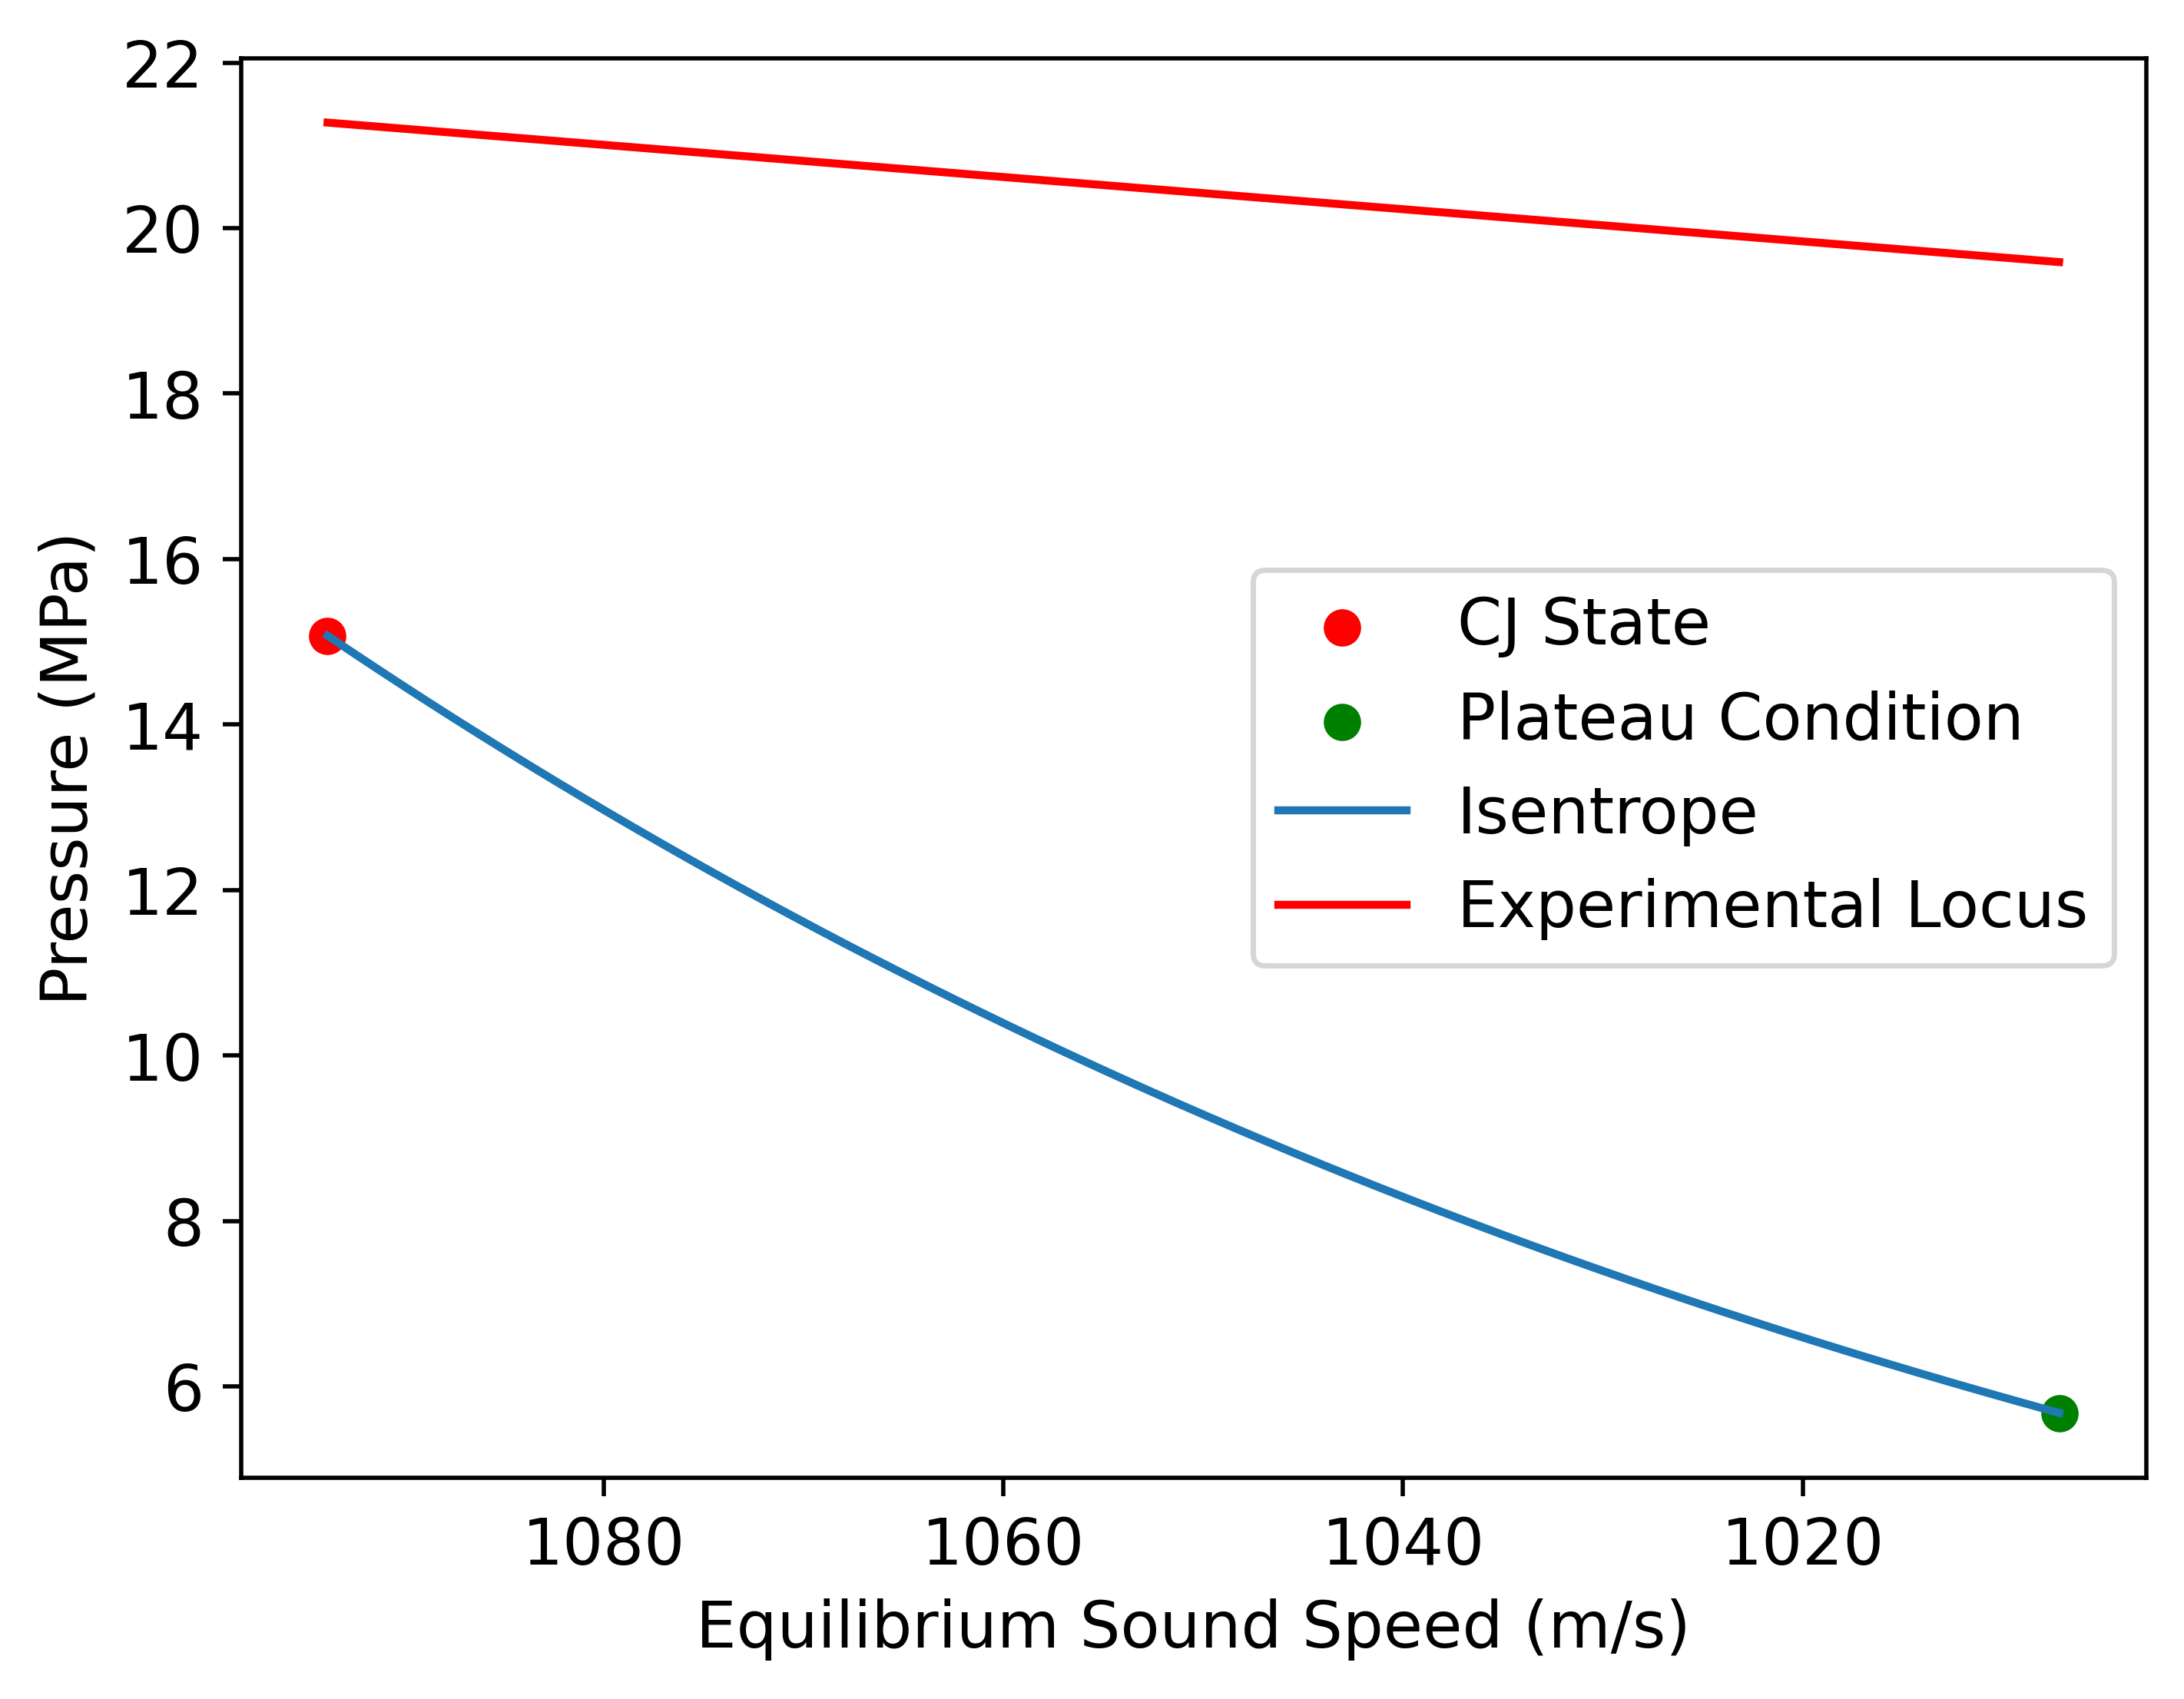 22
20
18
16
14
12
10
8
6
Pressure (MPa)
CJ State
Plateau Condition
Isentrope
Experimental Locus
1080 1060 1040 1020
Equilibrium Sound Speed (m/s)